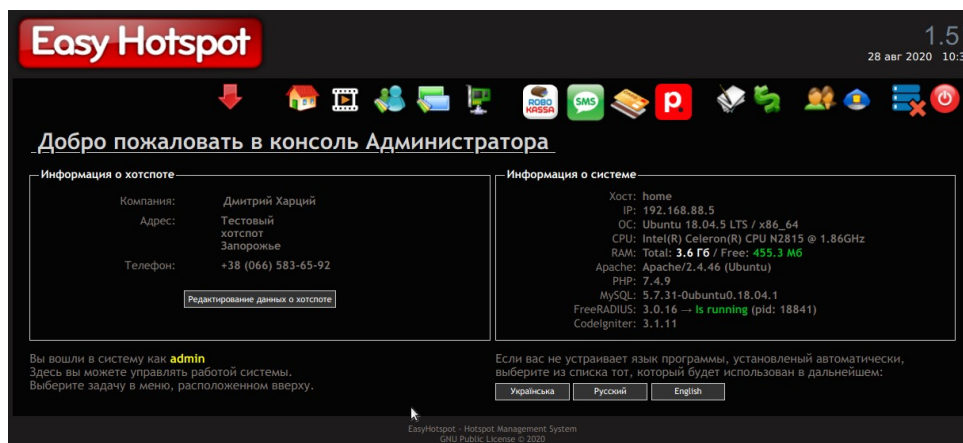 Easy Hotspot
1.5
28 авг 2020 10:3
ROBO
KASSA
SMS
p.
Добро пожаловать в консоль Администратора
Информация о хотспоте
Компания: Дмитрий Харций
Адрес: Тестовый
хотспот
Запорожье
Телефон: +38 (066) 583-65-92
Редактирование данных о хотспоте
Информация о системе
Хост: home
IP: 192.168.88.5
ОС: Ubuntu 18.04.5 LTS / x86_64
CPU: Intel(R) Celeron(R) CPU N2815 @ 1.86GHz
RAM: Total: 3.6 Гб / Free: 455.3 Мб
Apache: Apache/2.4.46 (Ubuntu)
PHP: 7.4.9
MySQL: 5.7.31-0ubuntu0.18.04.1
FreeRADIUS: 3.0.16 → Is running (pid: 18841)
CodeIgniter: 3.1.11
Вы вошли в систему как admin
Здесь вы можете управлять работой системы.
Выберите задачу в меню, расположенном вверху.
Если вас не устраивает язык программы, установленый автоматически,
выберите из списка тот, который будет использован в дальнейшем:
Українська
Русский
English
EasyHotspot - Hotspot Management System
GNU Public License © 2020